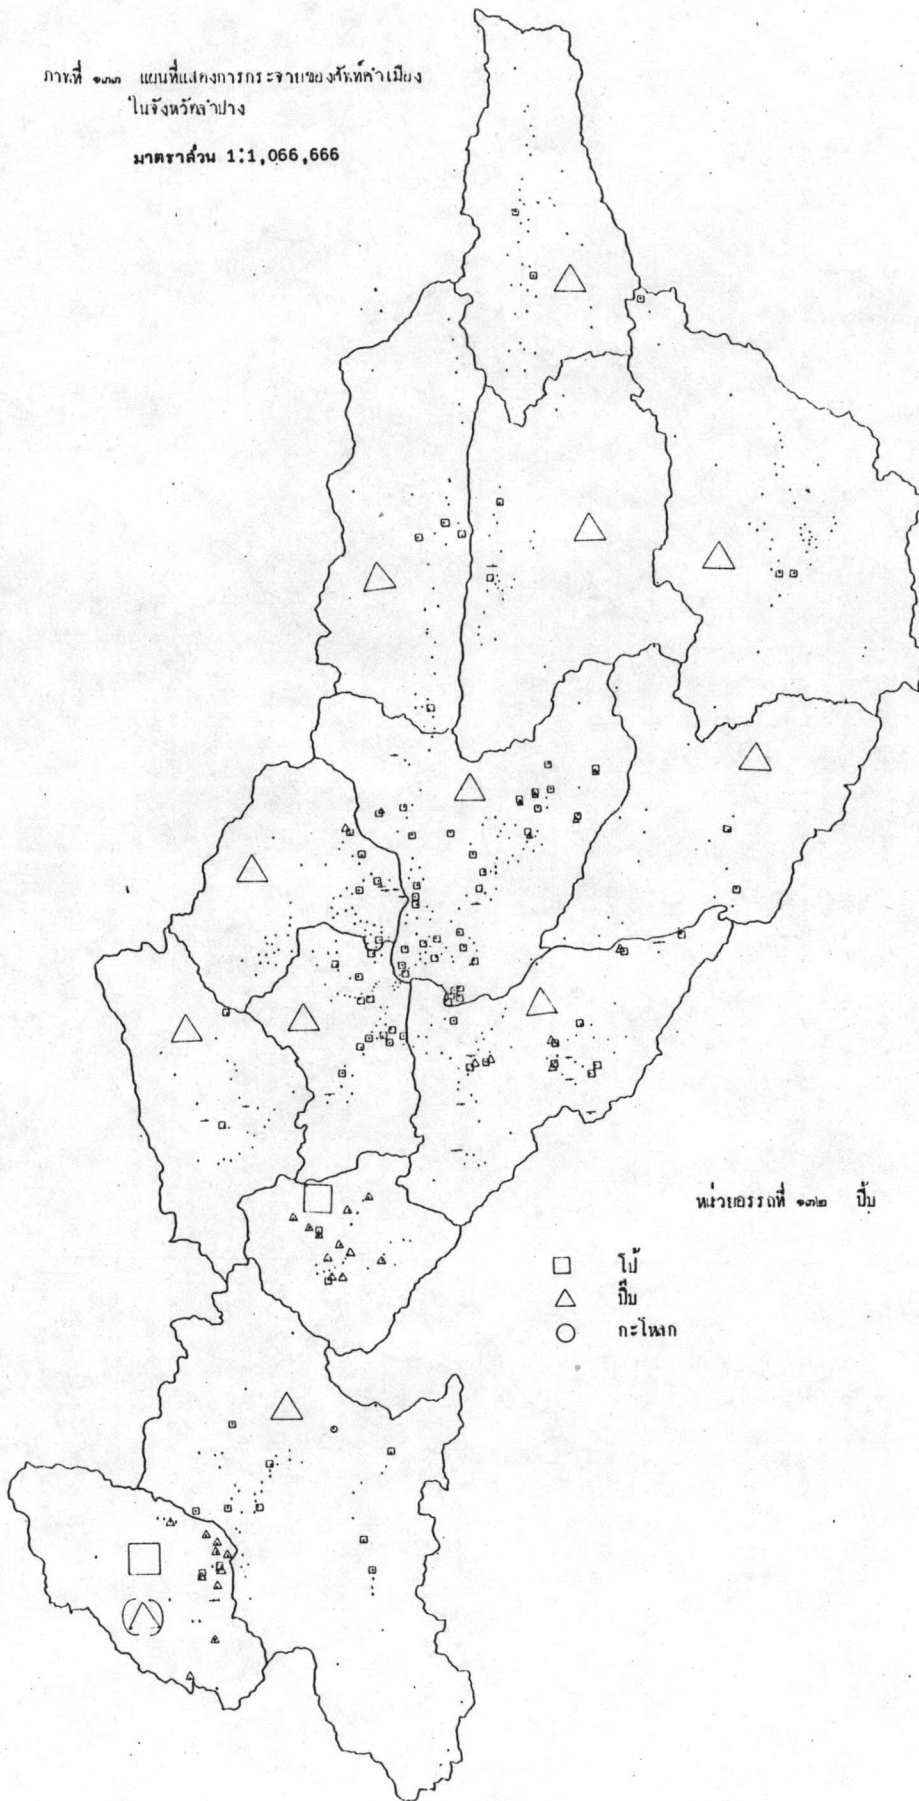 ภาพที่ ๑๓๓ แผนที่แสดงการกระจายของศัพท์คำเมือง
ในจังหวัดลำปาง
มาตราส่วน 1:1,066,666
หน่วยอรรถที่ ๑๓๒ ปี๊บ
โป้
ปี๊บ
กะโหลก